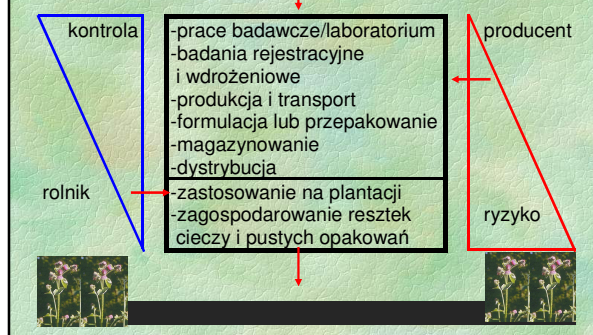 kontrola
-prace badawcze/laboratorium
producent
-badania rejestracyjne
i wdrożeniowe
-produkcja i transport
-formulacja lub przepakowanie
-magazynowanie
-dystrybucja
rolnik
-zastosowanie na plantacji
-zagospodarowanie resztek
ryzyko
cieczy i pustych opakowań